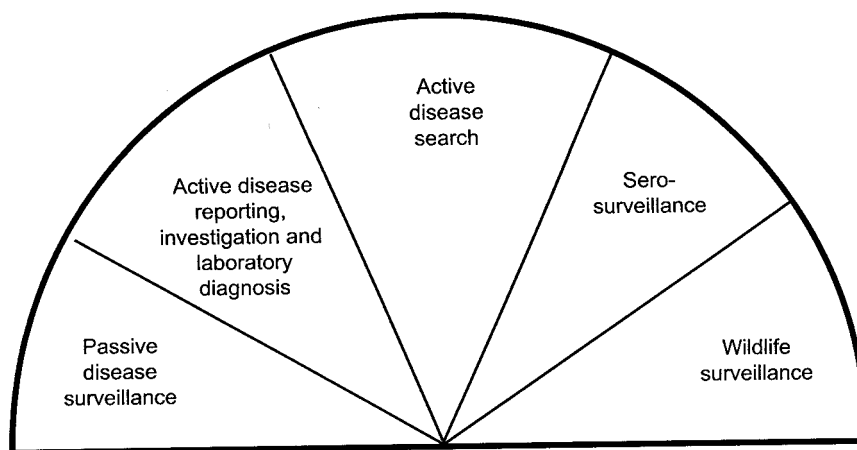 Passive
disease
surveillance
Active disease
reporting,
investigation and
laboratory
diagnosis
Active
disease
search
Sero-
surveillance
Wildlife
surveillance